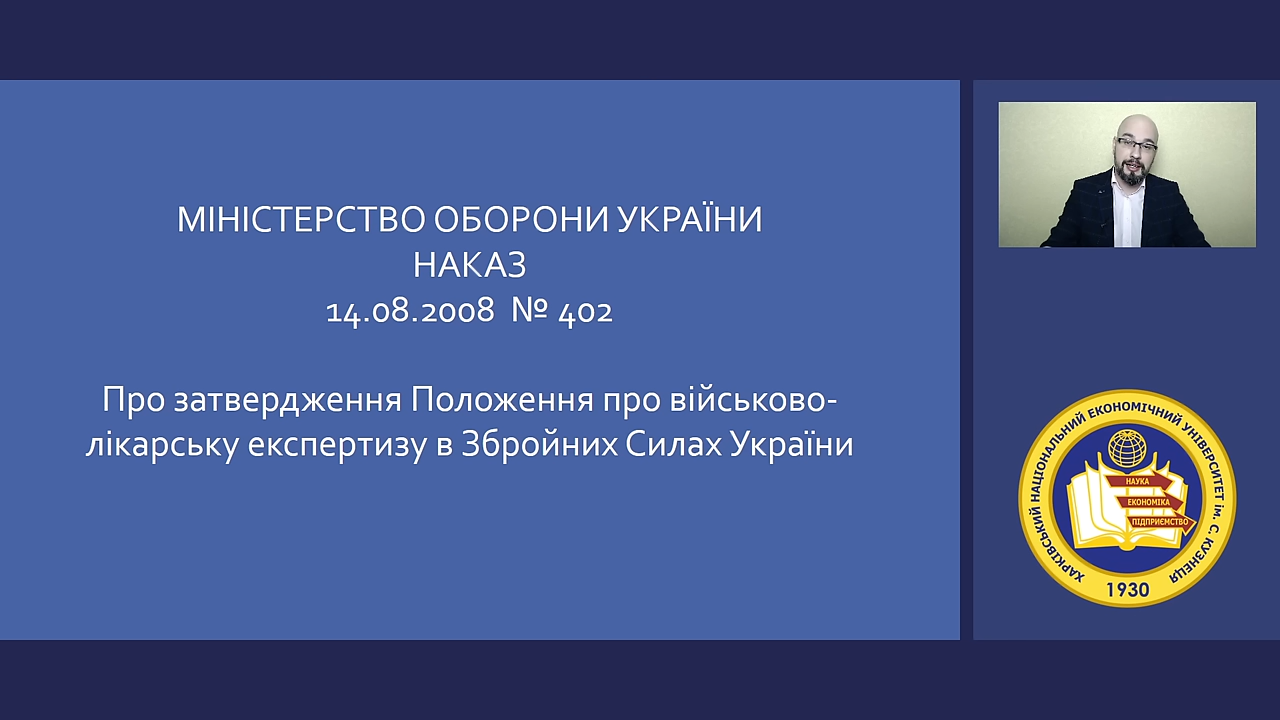 МІНІСТЕРСТВО ОБОРОНИ УКРАЇНИ
НАКАЗ
14.08.2008 № 402
Про затвердження Положення про військово-
лікарську експертизу в Збройних Силах України
ХАРКІВСЬКИЙ НАЦІОНАЛЬНИЙ ЕКОНОМІЧНИЙ УНІВЕРСИТЕТ ім. С. КУЗНЕЦЯ
НАУКА
ЕКОНОМІКА
ПІДПРИЄМСТВО
1930